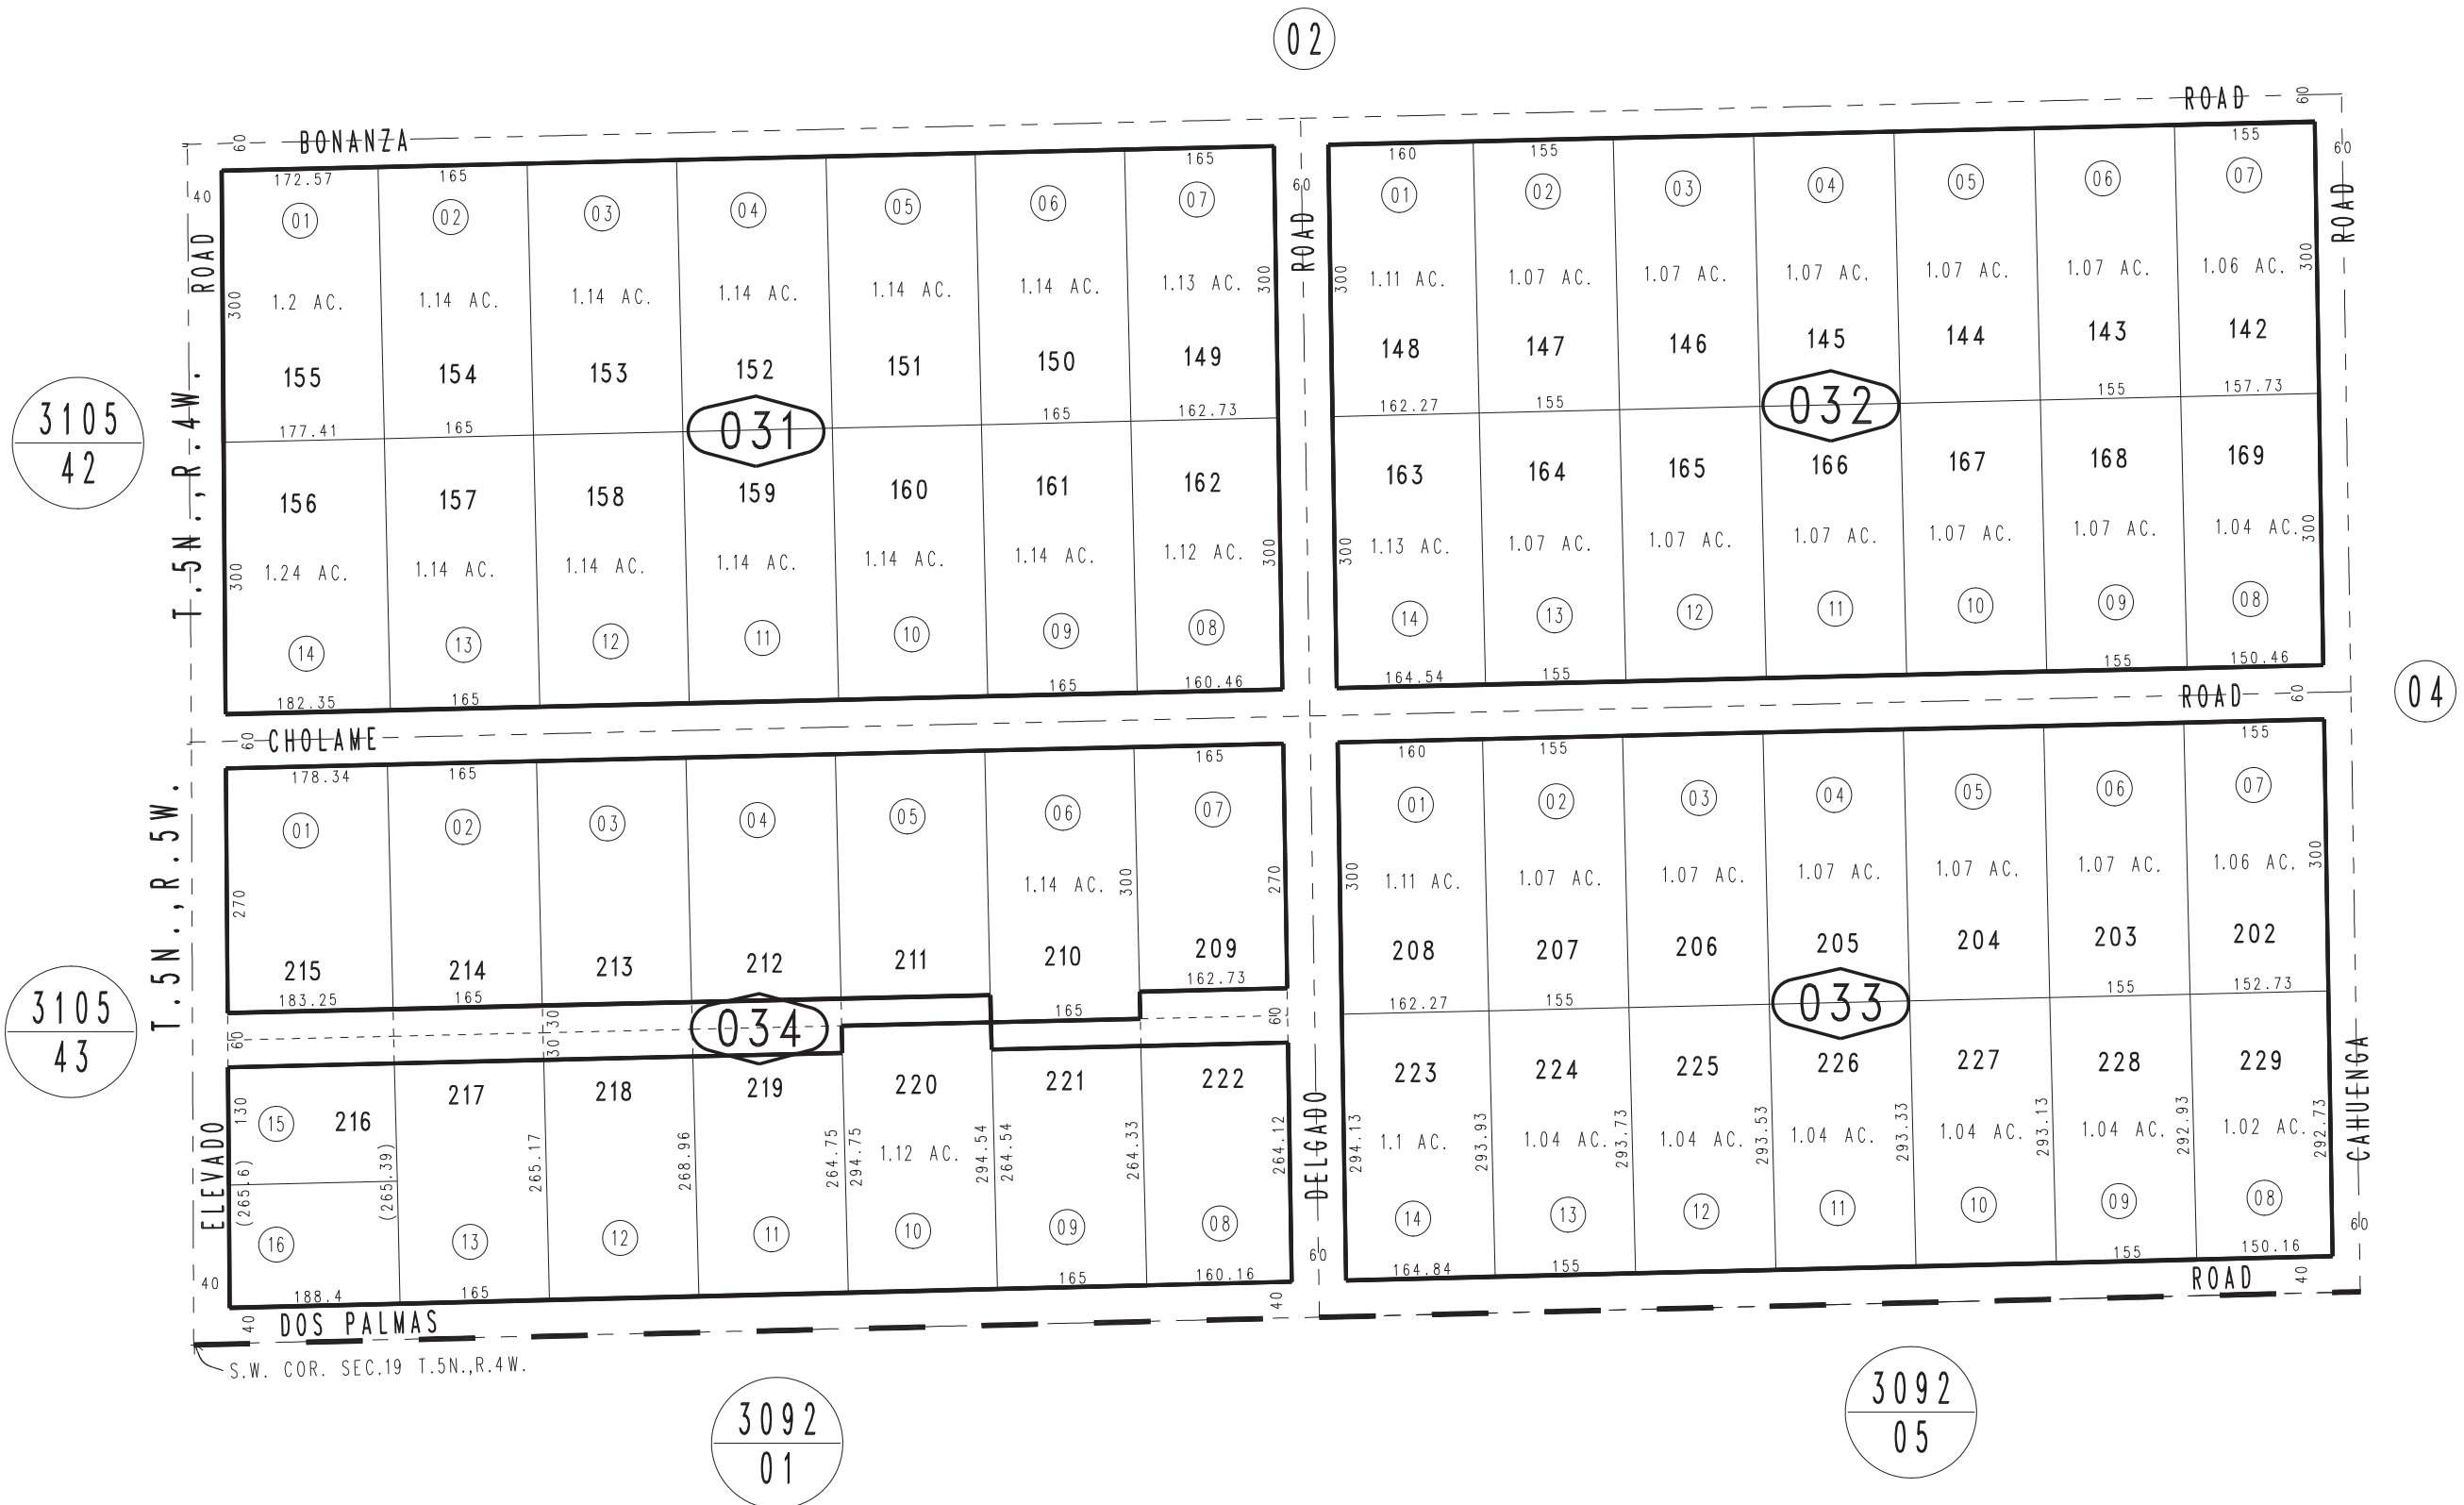 02
BONANZA ROAD
60 60
172.57 165 165 160 155 155
40 60 60
01 02 03 04 05 06 07 01 02 03 04 05 06 07
ROAD ROAD ROAD
300 1.2 AC. 1.14 AC. 1.14 AC. 1.14 AC. 1.14 AC. 1.14 AC. 1.13 AC. 300 300 1.11 AC. 1.07 AC. 1.07 AC. 1.07 AC. 1.07 AC. 1.07 AC. 1.06 AC. 300
155 154 153 152 151 150 149 148 147 146 145 144 143 142
177.41 165 165 162.73 162.27 155 155 157.73
031 032
3105
42
T.5N.,R.4W.
156 157 158 159 160 161 162 163 164 165 166 167 168 169
300 1.24 AC. 1.14 AC. 1.14 AC. 1.14 AC. 1.14 AC. 1.14 AC. 1.12 AC. 300 300 1.13 AC. 1.07 AC. 1.07 AC. 1.07 AC. 1.07 AC. 1.07 AC. 1.04 AC. 300
14 13 12 11 10 09 08 14 13 12 11 10 09 08
182.35 165 165 160.46 164.54 155 155 150.46
04
60 CHOLAME ROAD 60
178.34 165 165 160 155 155
01 02 03 04 05 06 07 01 02 03 04 05 06 07
T.5N.,R.5W.
270 1.14 AC. 300 270 300 1.11 AC. 1.07 AC. 1.07 AC. 1.07 AC. 1.07 AC. 1.07 AC. 1.06 AC. 300
215 214 213 212 211 210 209 208 207 206 205 204 203 202
183.25 165 165 162.73 162.27 155 155 152.73
60 30 30 60
034 033
3105
43
216 217 218 219 220 221 222 223 224 225 226 227 228 229
15 130
(265.6) (265.39) 265.17 268.96 264.75 294.75 1.12 AC. 294.54 264.54 264.33 264.12
294.13 1.1 AC. 293.93 1.04 AC. 293.73 1.04 AC. 293.53 1.04 AC. 293.33 1.04 AC. 293.13 1.04 AC. 292.93 1.02 AC. 292.73
ELEVADO DELGADO CAHUENGA
16 13 12 11 10 09 08 14 13 12 11 10 09 08
60 60
188.4 165 165 160.16 164.84 155 155 150.16
40 40 40 40
DOS PALMAS ROAD
S.W. COR. SEC.19 T.5N.,R.4W.
3092
01
3092
05